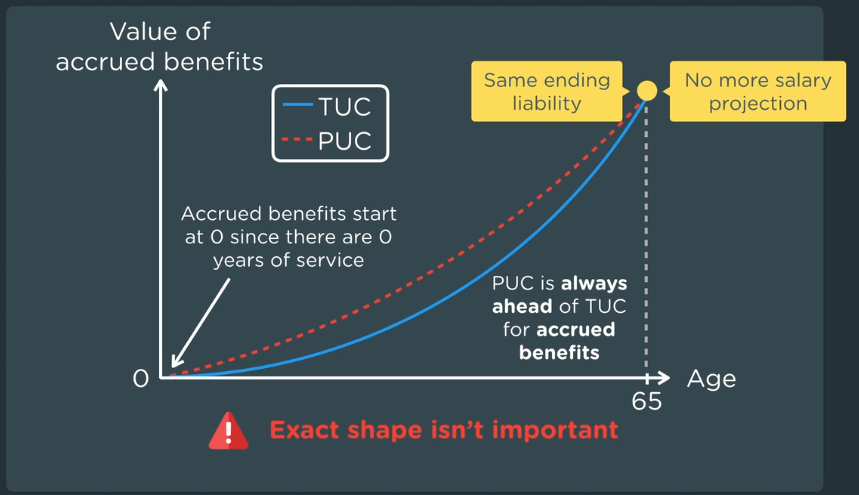 Value of
accrued benefits
TUC
PUC
Same ending
liability
No more salary
projection
Accrued benefits start
at 0 since there are 0
years of service
PUC is always
ahead of TUC
for accrued
benefits
0
Age
65
Exact shape isn't important